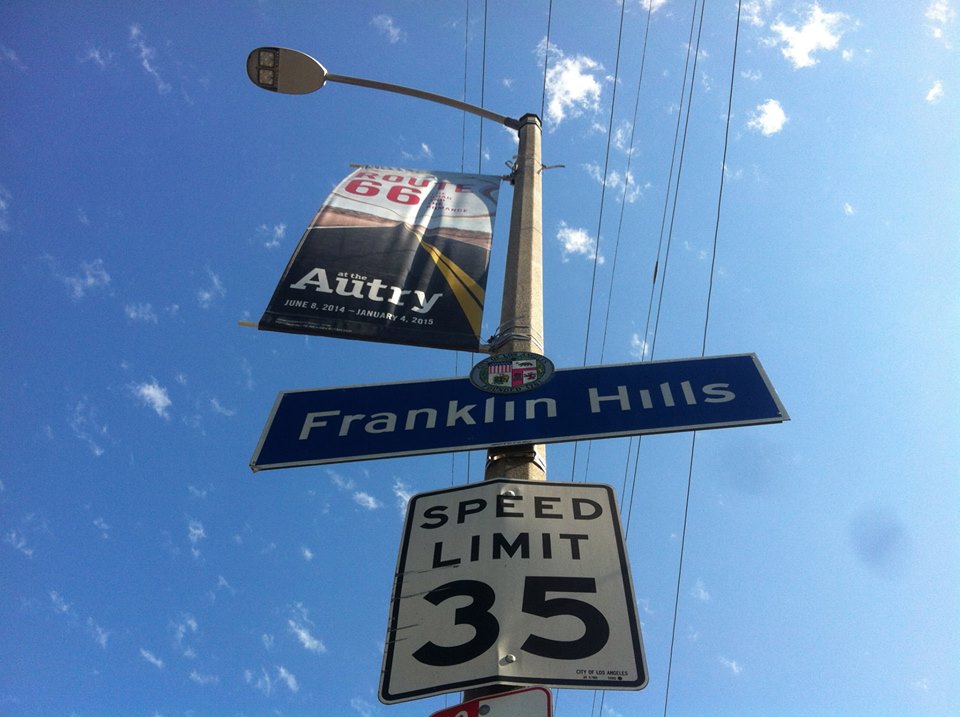 ROUTE
66
at the
Autry
JUNE 8, 2014 – JANUARY 4, 2015
Franklin Hills
SPEED
LIMIT
35
CITY OF LOS ANGELES